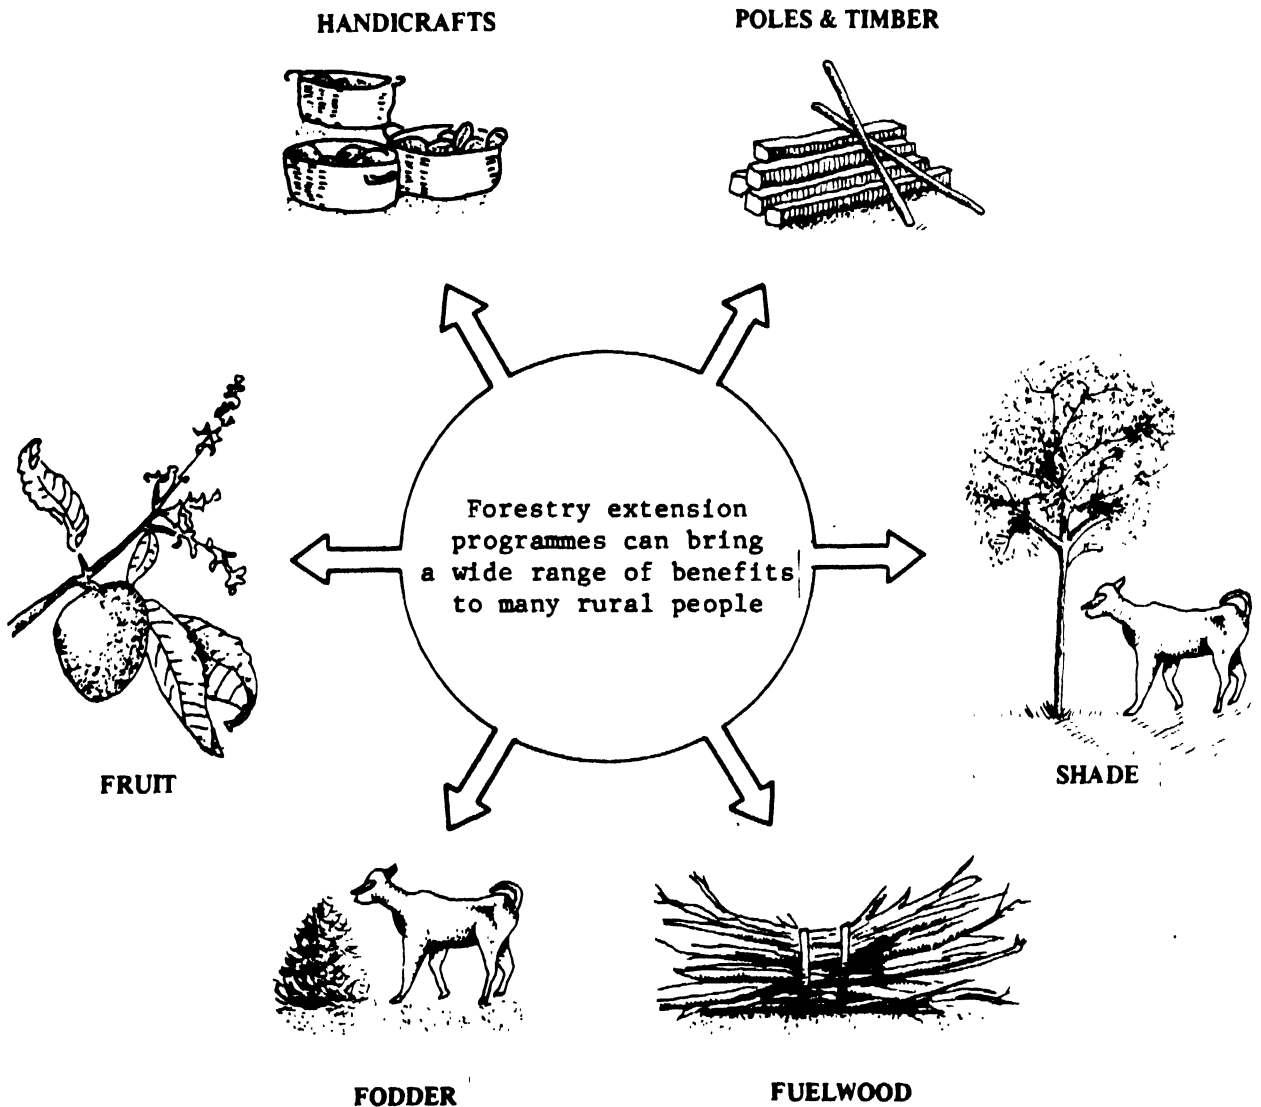 HANDICRAFTS
POLES & TIMBER
Forestry extension
programmes can bring
a wide range of benefits
to many rural people
FRUIT
SHADE
FODDER
FUELWOOD